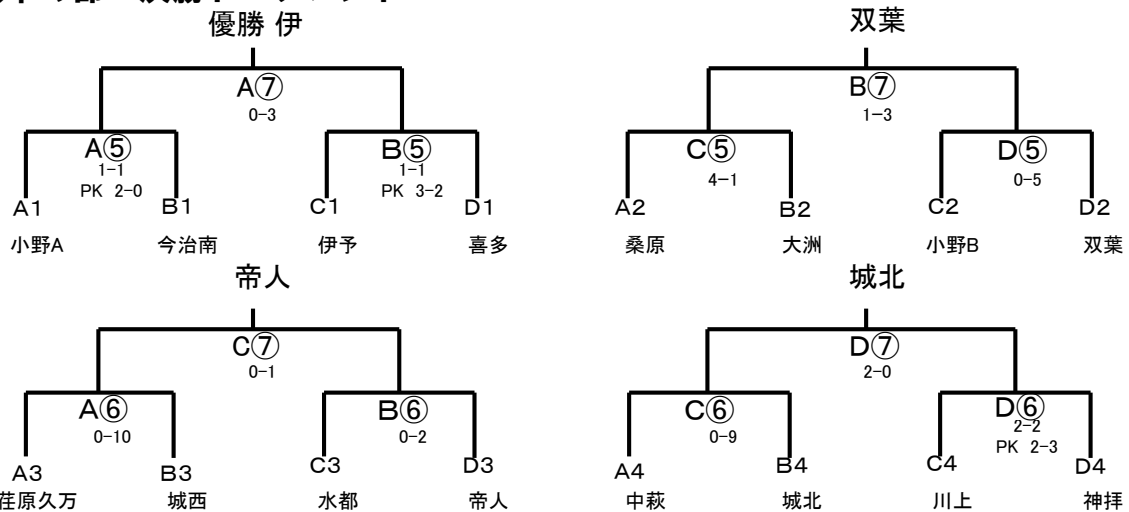 優勝 伊
A⑦
0-3
A⑤
1-1
PK 2-0
B⑤
1-1
PK 3-2
A1
B1
C1
D1
小野A
今治南
伊予
喜多
双葉
B⑦
1-3
C⑤
4-1
D⑤
0-5
A2
B2
C2
D2
桑原
大洲
小野B
双葉
帝人
C⑦
0-1
A⑥
0-10
B⑥
0-2
A3
B3
C3
D3
荏原久万
城西
水都
帝人
城北
D⑦
2-0
C⑥
0-9
D⑥
2-2
PK 2-3
A4
B4
C4
D4
中萩
城北
川上
神拝